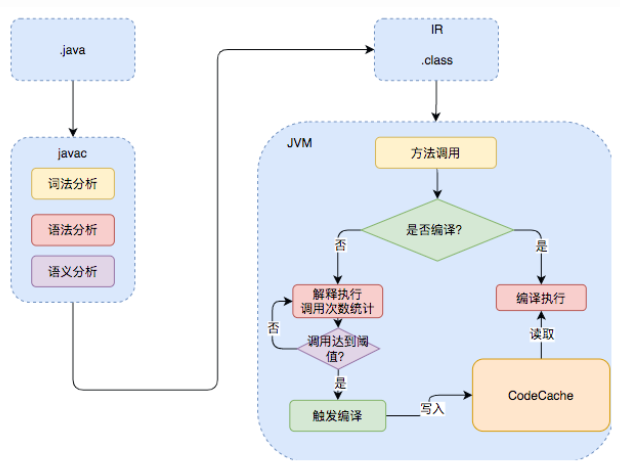 .java
javac
词法分析
语法分析
语义分析
IR
.class
JVM
方法调用
是否编译?
否
是
解释执行
调用次数统计
编译执行
否
调用达到阈
值?
读取
是
触发编译
写入
CodeCache